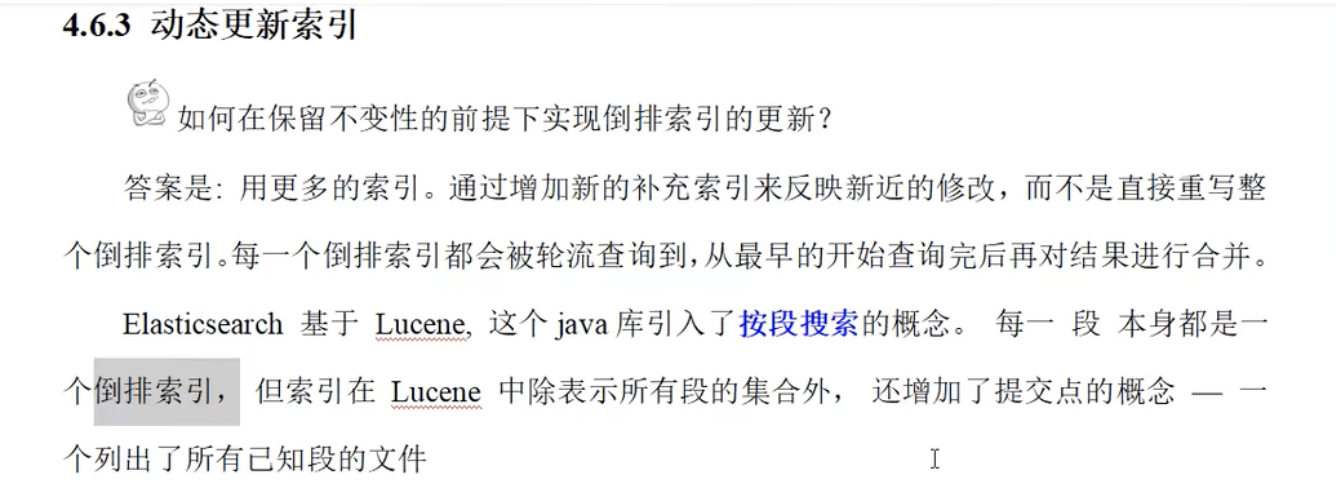 4.6.3 动态更新索引
如何在保留不变性的前提下实现倒排索引的更新？
答案是: 用更多的索引。通过增加新的补充索引来反映新近的修改，而不是直接重写整
个倒排索引。每一个倒排索引都会被轮流查询到，从最早的开始查询完后再对结果进行合并。
Elasticsearch 基于 Lucene, 这个 java 库引入了按段搜索的概念。 每一 段 本身都是一
个倒排索引， 但索引在 Lucene 中除表示所有段的集合外， 还增加了提交点的概念 — 一
个列出了所有已知段的文件